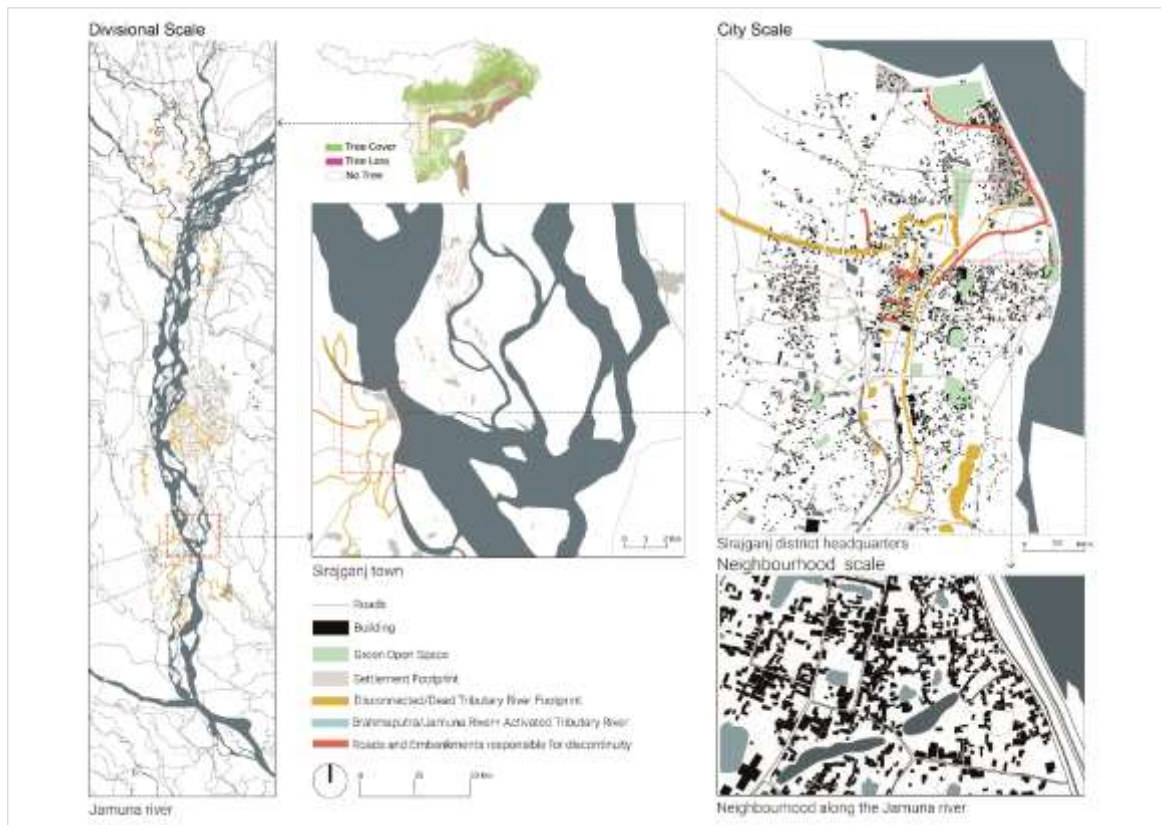 Divisional Scale
City Scale
Tree Cover
Tree Loss
No Tree
Sirajganj town
Sirajganj district headquarters
Neighbourhood scale
Roads
Building
Green Open Space
Settlement Footprint
Disconnected/Dead Tributary River Footprint
Brahmaputra/Jamuna River+ Activated Tributary River
Roads and Embankments responsible for discontinuity
0
Jamuna river
Neighbourhood along the Jamuna river